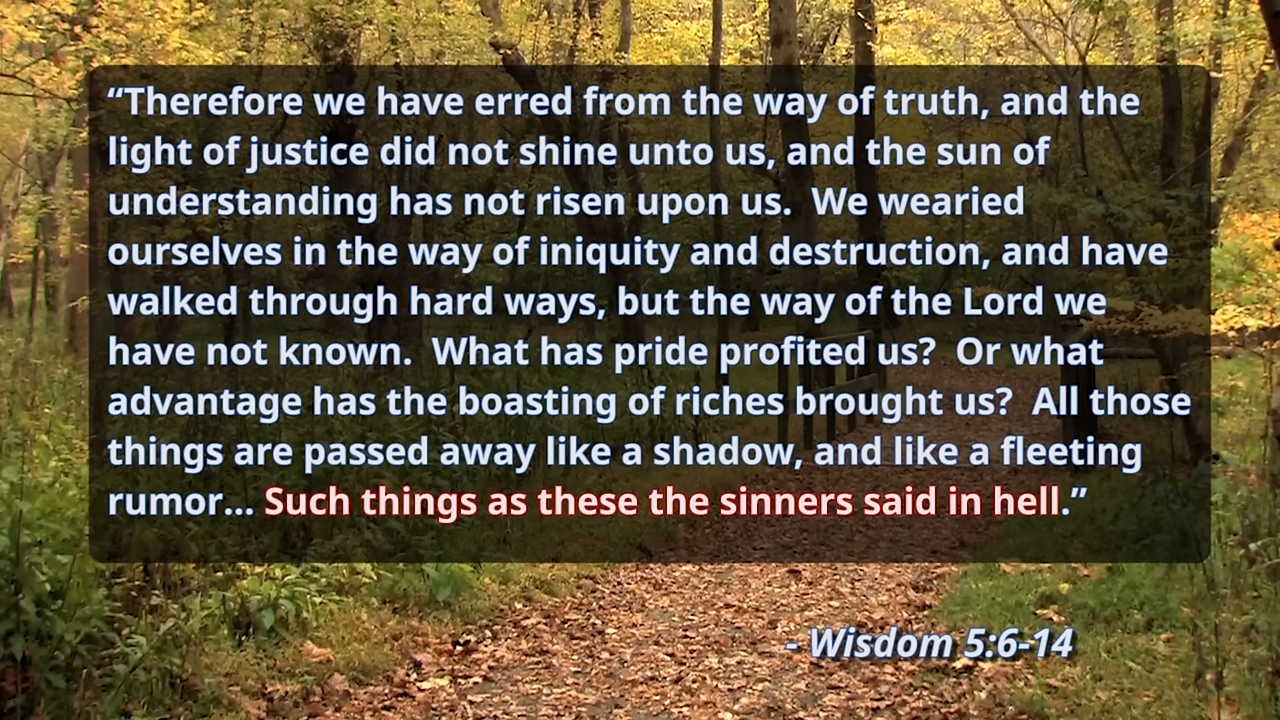 “Therefore we have erred from the way of truth, and the
light of justice did not shine unto us, and the sun of
understanding has not risen upon us.  We wearied
ourselves in the way of iniquity and destruction, and have
walked through hard ways, but the way of the Lord we
have not known.  What has pride profited us?  Or what
advantage has the boasting of riches brought us?  All those
things are passed away like a shadow, and like a fleeting
rumor... Such things as these the sinners said in hell.”
- Wisdom 5:6-14